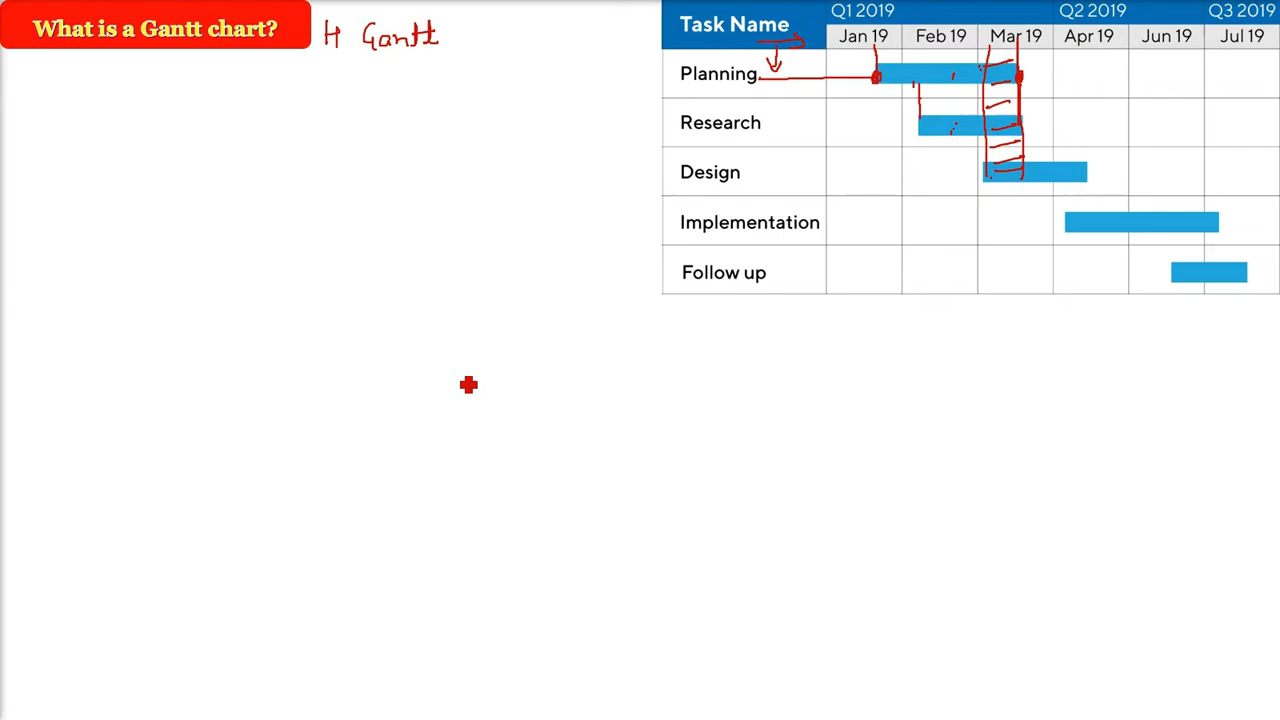 What is a Gantt chart?
H Gantt
Task Name
Q1 2019 Q2 2019 Q3 2019
Jan 19 Feb 19 Mar 19 Apr 19 Jun 19 Jul 19
Planning
Research
Design
Implementation
Follow up